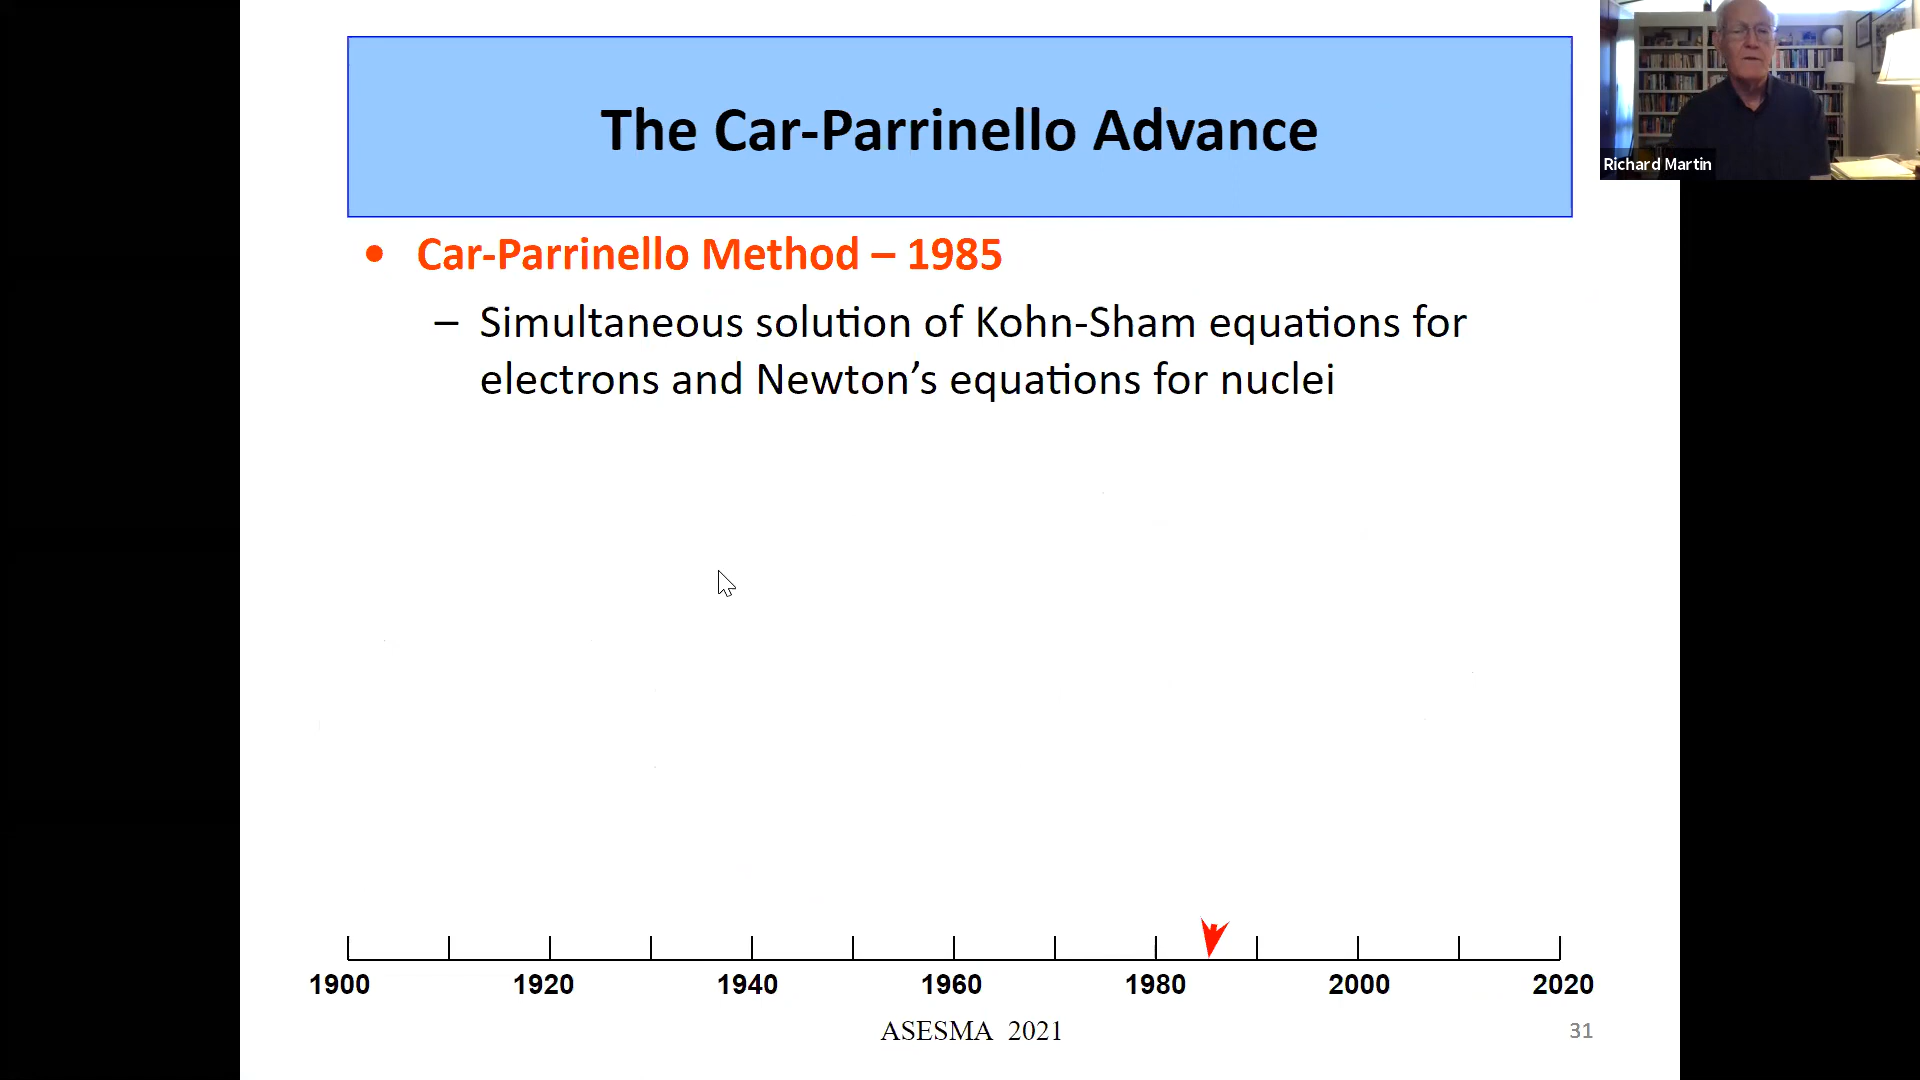 The Car-Parrinello Advance
Richard Martin
• Car-Parrinello Method – 1985
– Simultaneous solution of Kohn-Sham equations for
electrons and Newton’s equations for nuclei
1900 1920 1940 1960 1980 2000 2020
ASESMA 2021
31